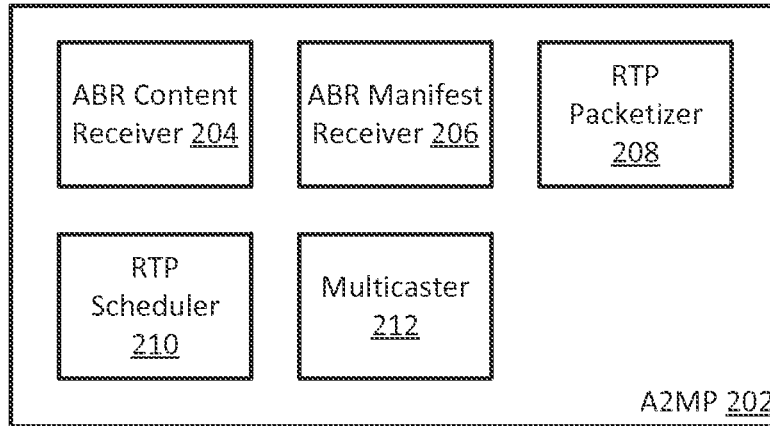 ABR Content
Receiver 204
ABR Manifest
Receiver 206
RTP
Packetizer
208
RTP
Scheduler
210
Multicaster
212
A2MP 202